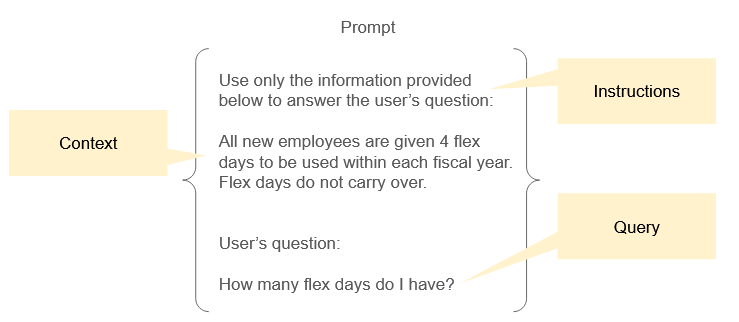 Prompt
Use only the information provided
below to answer the user’s question:
Instructions
Context
All new employees are given 4 flex
days to be used within each fiscal year.
Flex days do not carry over.
User’s question:
Query
How many flex days do I have?